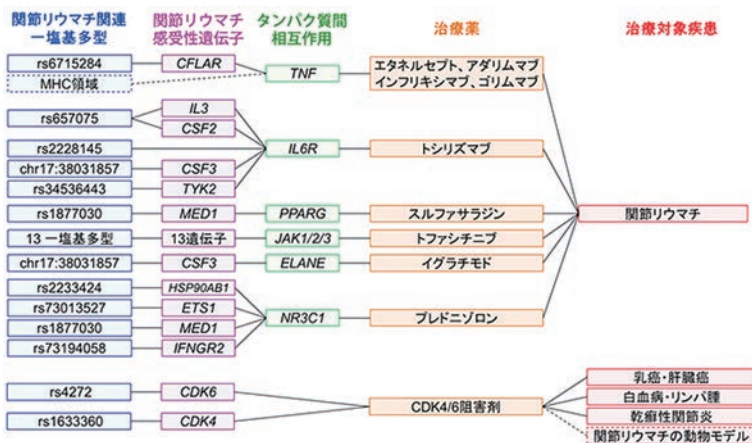 関節リウマチ関連
一塩基多型
関節リウマチ
感受性遺伝子
タンパク質間
相互作用
治療薬
治療対象疾患
rs6715284
CFLAR
MHC領域
TNF
エタネルセプト、アダリムマブ
インフリキシマブ、ゴリムマブ
rs657075
IL3
CSF2
rs2228145
IL6R
トシリズマブ
chr17:38031857
CSF3
rs34536443
TYK2
rs1877030
MED1
PPARG
スルファサラジン
関節リウマチ
13 一塩基多型
13遺伝子
JAK1/2/3
トファシチニブ
chr17:38031857
CSF3
ELANE
イグラチモド
rs2233424
HSP90AB1
rs73013527
ETS1
NR3C1
プレドニゾロン
rs1877030
MED1
rs73194058
IFNGR2
rs4272
CDK6
rs1633360
CDK4
CDK4/6阻害剤
乳癌・肝臓癌
白血病・リンパ腫
乾癬性関節炎
関節リウマチの動物モデル